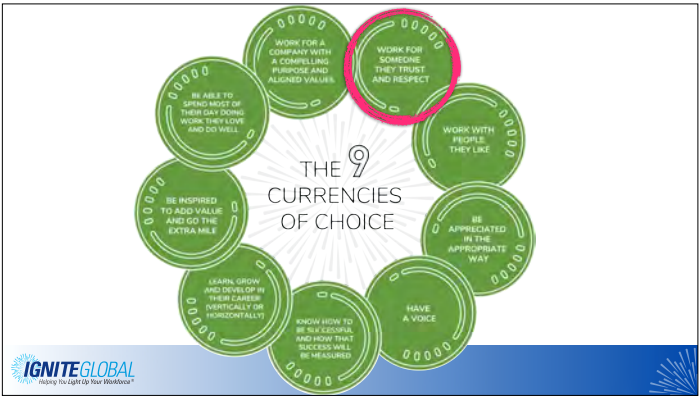 WORK FOR A
COMPANY WITH
A COMPELLING
PURPOSE AND
ALIGNED VALUES
WORK FOR
SOMEONE
THEY TRUST
AND RESPECT
WORK WITH
PEOPLE
THEY LIKE
BE
APPRECIATED
IN THE
APPROPRIATE
WAY
HAVE
A VOICE
KNOW HOW TO
BE SUCCESSFUL
AND HOW THAT
SUCCESS WILL
BE MEASURED
LEARN, GROW
AND DEVELOP IN
THEIR CAREER
(VERTICALLY OR
HORIZONTALLY)
BE INSPIRED
TO ADD VALUE
AND GO THE
EXTRA MILE
BE ABLE TO
SPEND MOST OF
THEIR DAY DOING
WORK THEY LOVE
AND DO WELL
THE 9
CURRENCIES
OF CHOICE
IGNITE GLOBAL
Helping You Light Up Your Workforce®